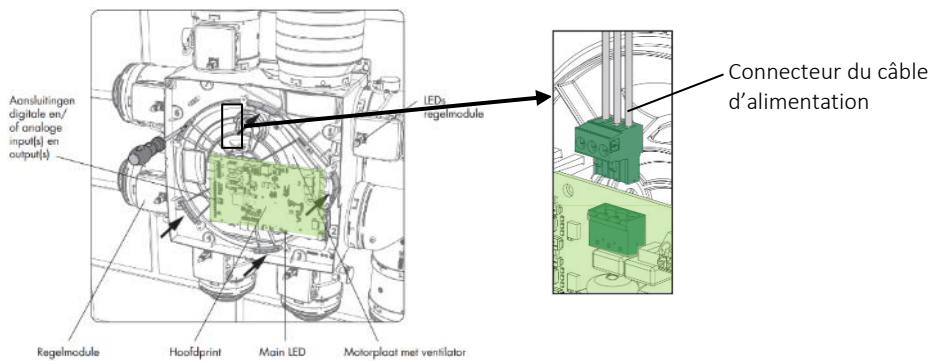 Aansluitingen
digitale en/
of analoge
input(s) en
output(s)
LEDs
regelmodule
Connecteur du câble
d’alimentation
Regelmodule
Hoofdprint
Main LED
Motorplaat met ventilator